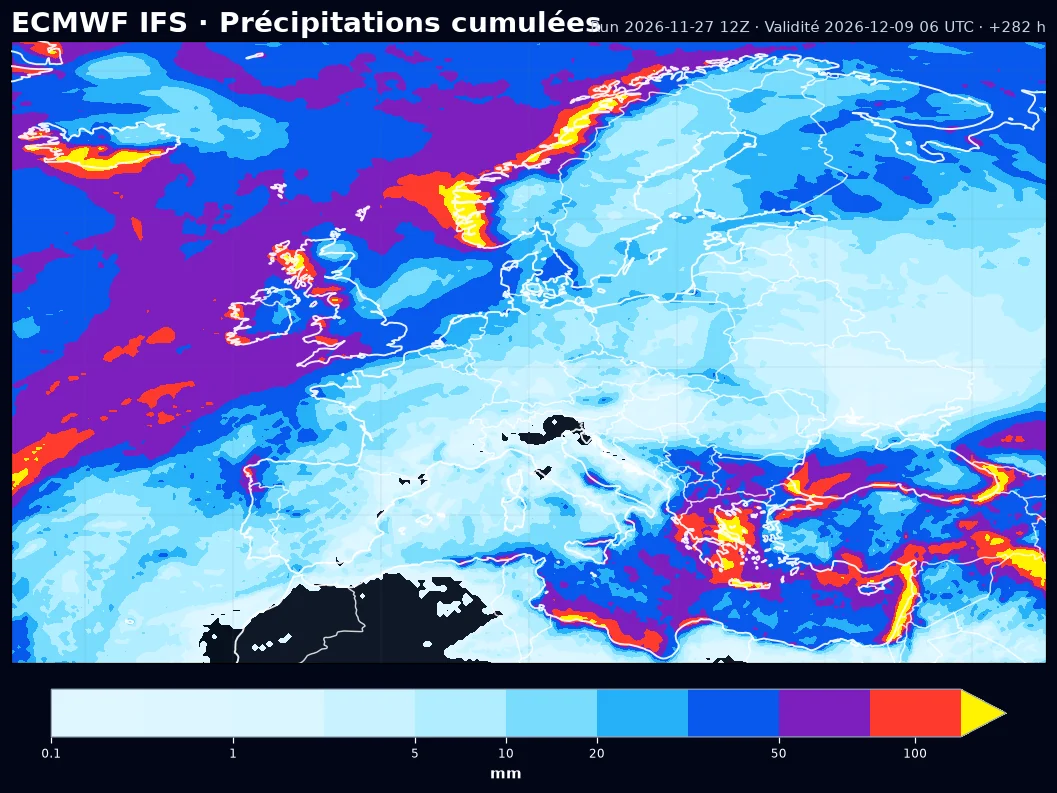 ECMWF IFS · Précipitations cumulées
Run 2026-11-27 12Z · Validité 2026-12-09 06 UTC · +282 h
0.1 1 5 10 20 50 100
mm